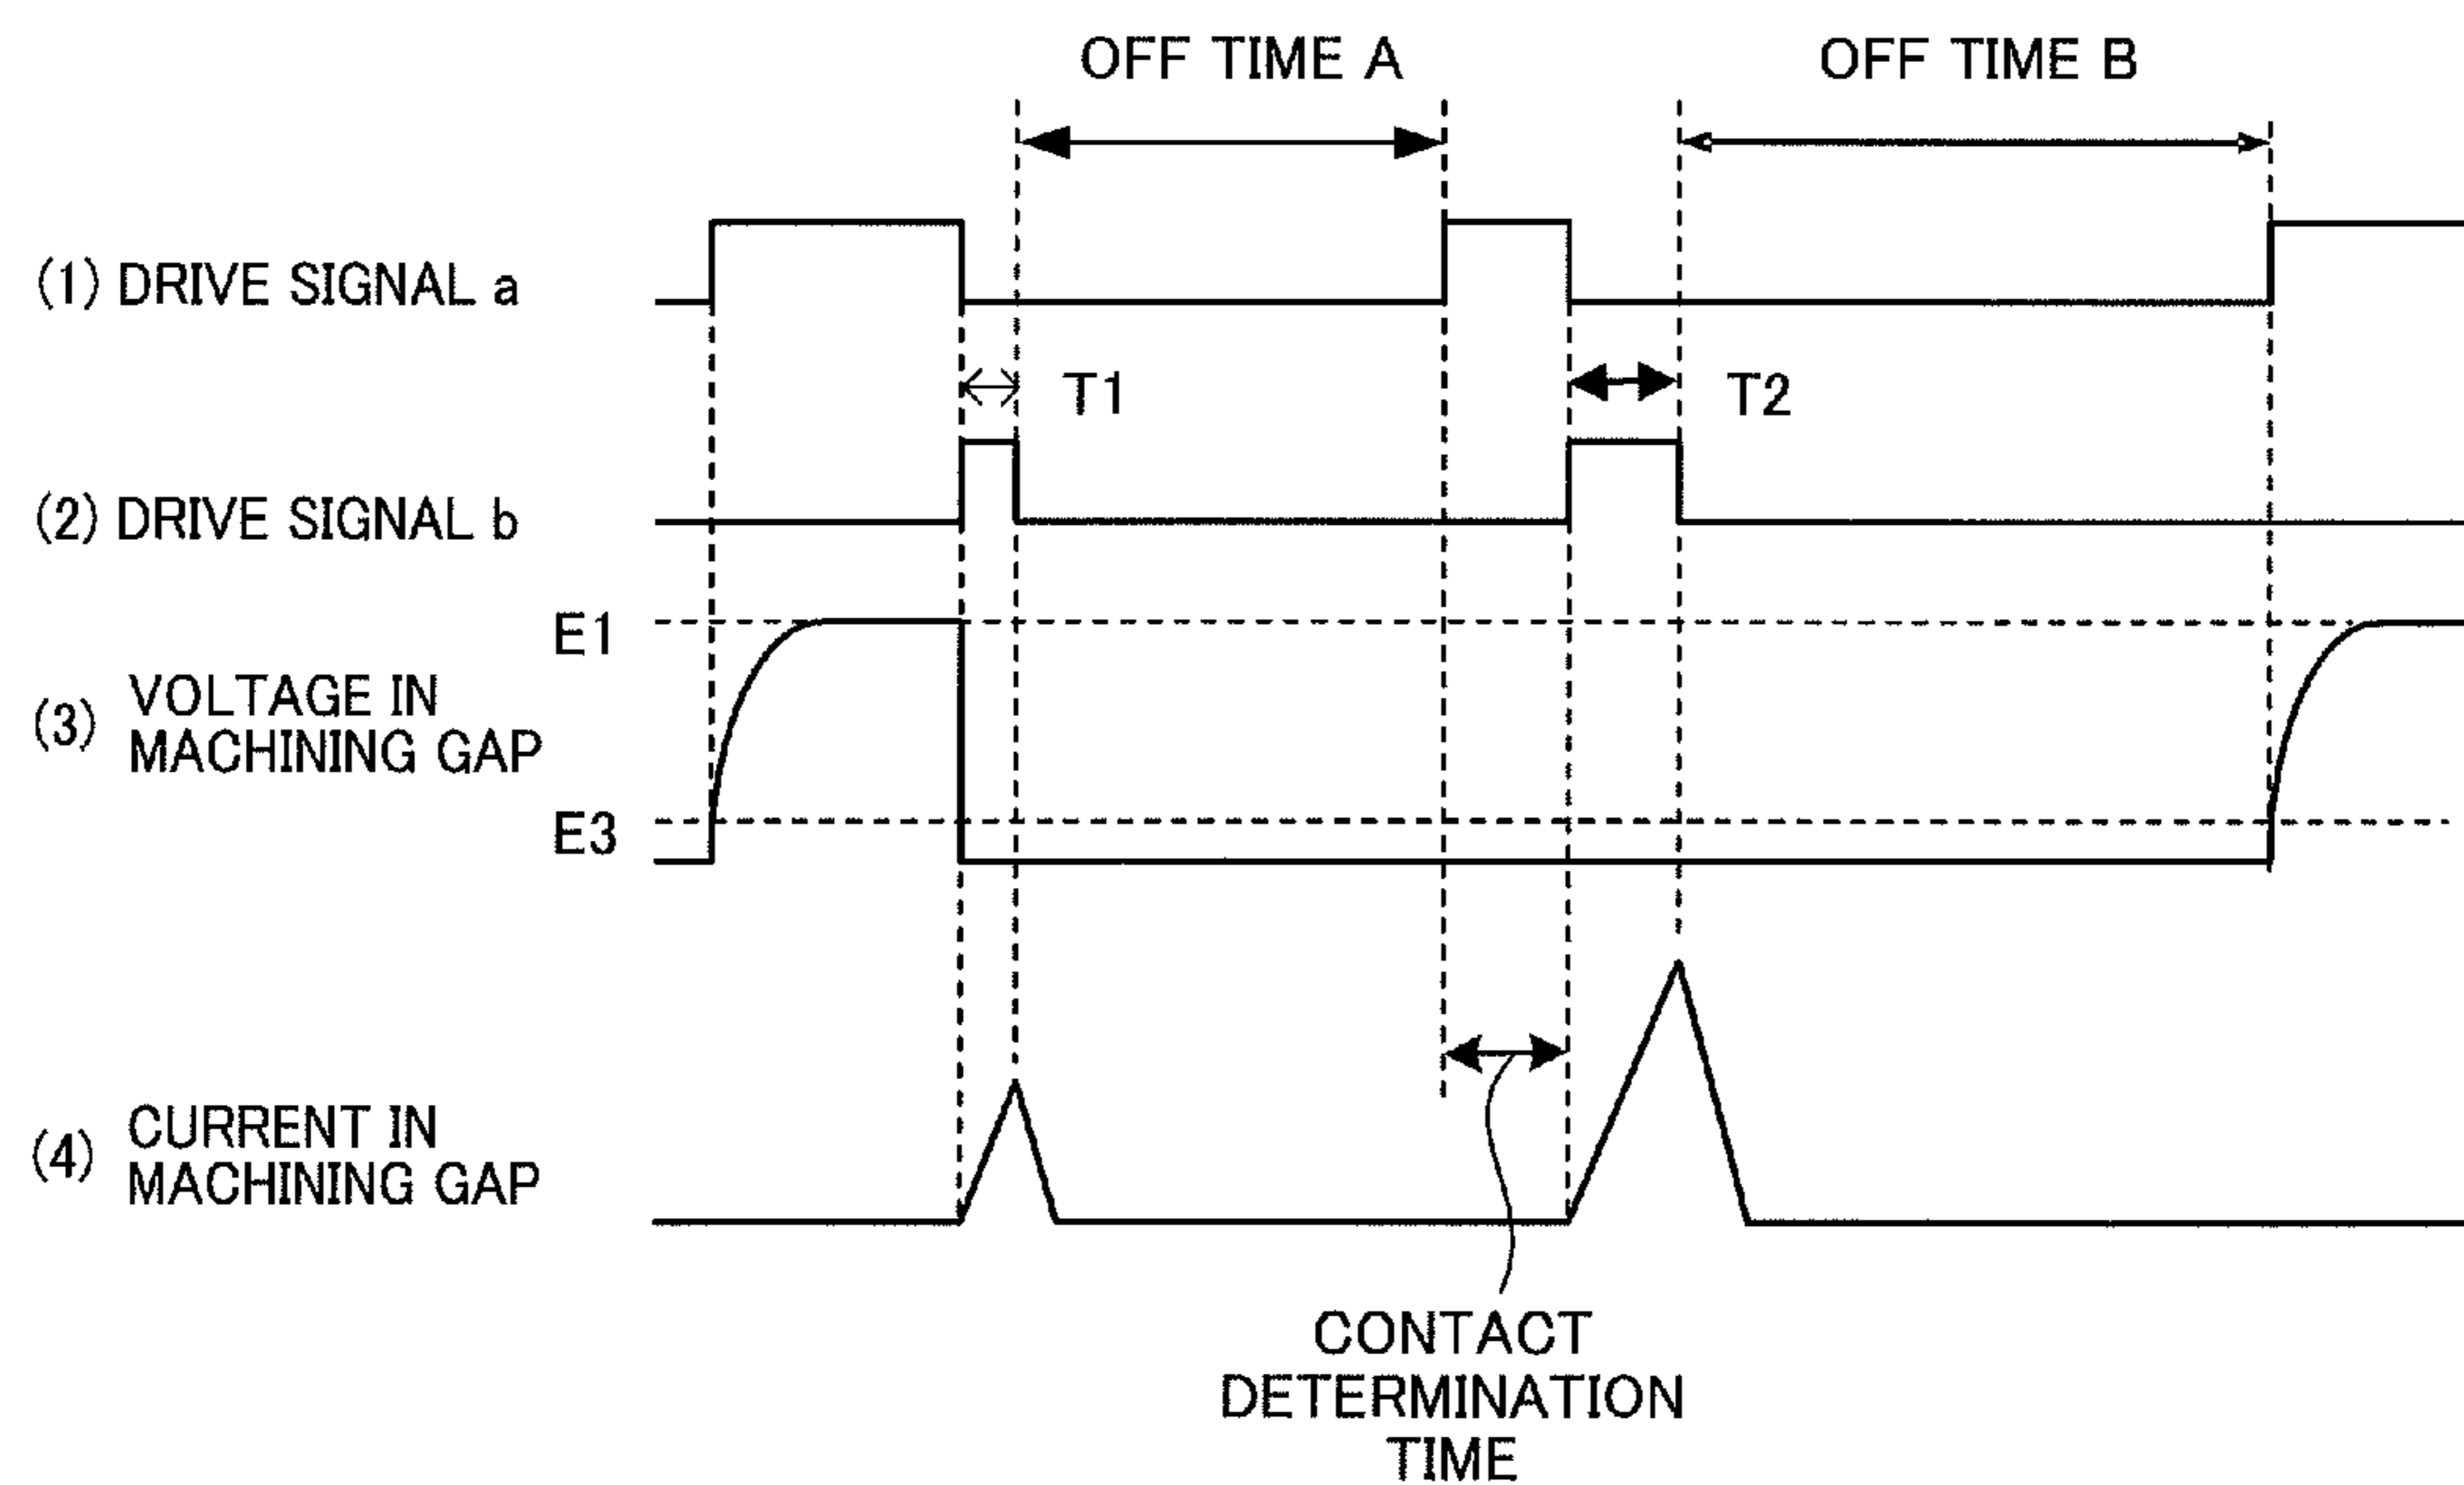 OFF TIME A
OFF TIME B
(1) DRIVE SIGNAL a
T1
T2
(2) DRIVE SIGNAL b
E1
(3) VOLTAGE IN
MACHINING GAP
E3
(4) CURRENT IN
MACHINING GAP
CONTACT
DETERMINATION
TIME